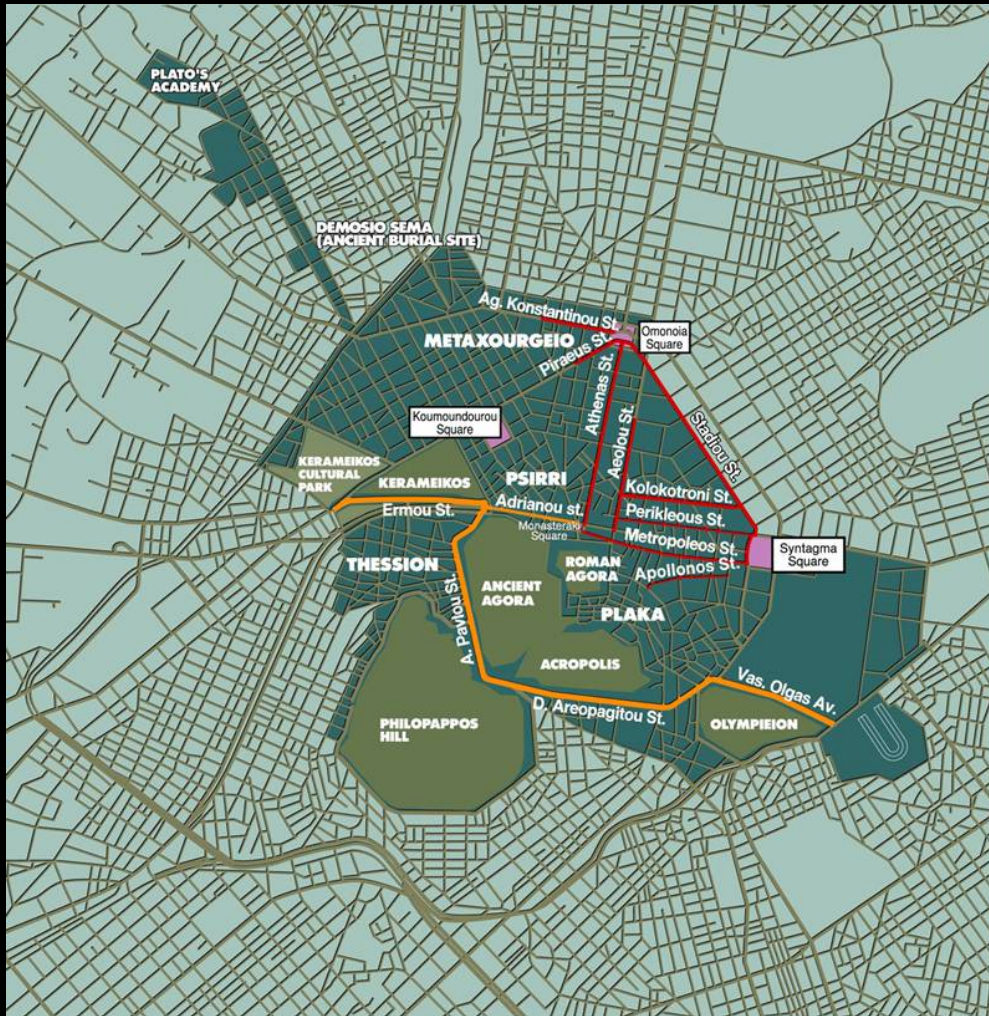 PLATO'S
ACADEMY
DEMOSIO SEMA
(ANCIENT BURIAL SITE)
Ag. Konstantinou St.
Omonoia
Square
METAXOURGEIO
Piraeus St.
Athenas St.
Aeolou St.
Stadiou St.
Koumoundourou
Square
KERAMEIKOS
CULTURAL
PARK
KERAMEIKOS
PSIRRI
Kolokotroni St.
Ermou St.
Adrianou st.
Perikleous St.
Monasteraki
Square
Metropoleos St.
Syntagma
Square
THESSION
ROMAN
AGORA
Apollonos St.
ANCIENT
AGORA
PLAKA
A. Pavlou St.
ACROPOLIS
Vas. Olgas Av.
D. Areopagitou St.
PHILOPAPPOS
HILL
OLYMPIEION